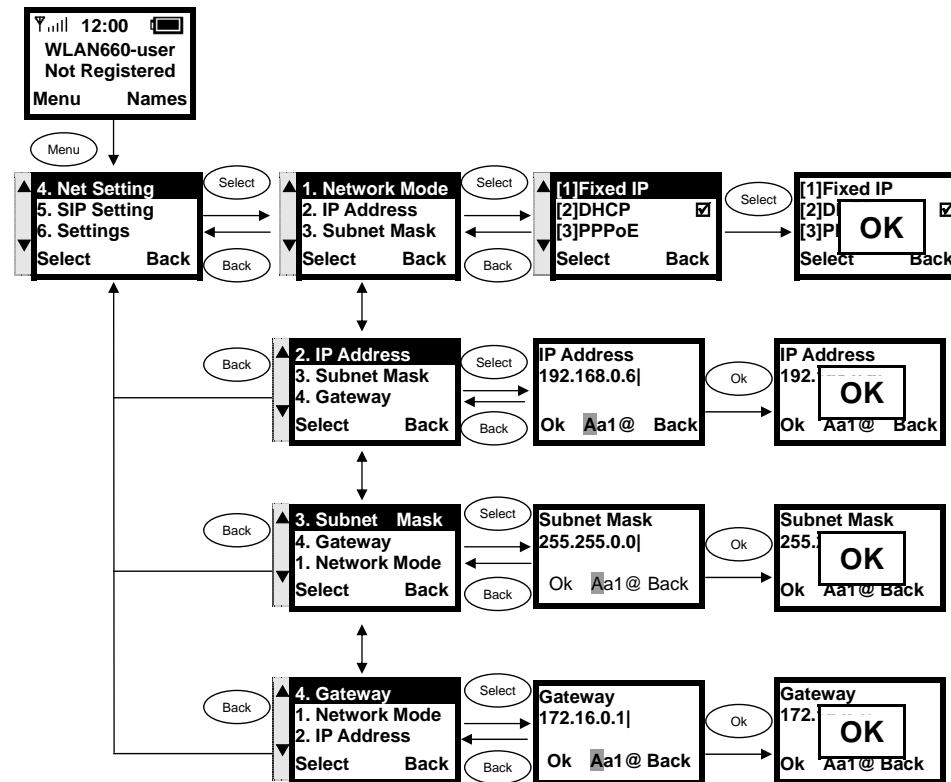 12:00
WLAN660-user
Not Registered
Menu Names
Menu
4. Net Setting
5. SIP Setting
6. Settings
Select Back
Select
Back
1. Network Mode
2. IP Address
3. Subnet Mask
Select Back
Select
Back
[1]Fixed IP
[2]DHCP
[3]PPPoE
Select Back
Select
[1]Fixed IP
[2]D
[3]P
OK
Select Back
Back
2. IP Address
3. Subnet Mask
4. Gateway
Select Back
Select
Back
IP Address
192.168.0.6|
Ok Aa1@ Back
Ok
IP Address
192.
OK
Ok Aa1@ Back
Back
3. Subnet Mask
4. Gateway
1. Network Mode
Select Back
Select
Back
Subnet Mask
255.255.0.0|
Ok Aa1@ Back
Ok
Subnet Mask
255.
OK
Ok Aa1@ Back
Back
4. Gateway
1. Network Mode
2. IP Address
Select Back
Select
Back
Gateway
172.16.0.1|
Ok Aa1@ Back
Ok
Gateway
172.
OK
Ok Aa1@ Back